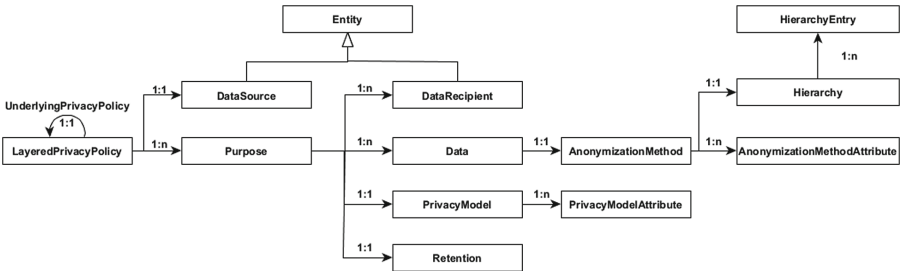 Entity
HierarchyEntry
1:n
1:1
1:n
1:1
DataSource
DataRecipient
Hierarchy
UnderlyingPrivacyPolicy
1:1
1:n
1:n
1:1
1:n
LayeredPrivacyPolicy
Purpose
Data
AnonymizationMethod
AnonymizationMethodAttribute
1:1
1:n
PrivacyModel
PrivacyModelAttribute
1:1
Retention